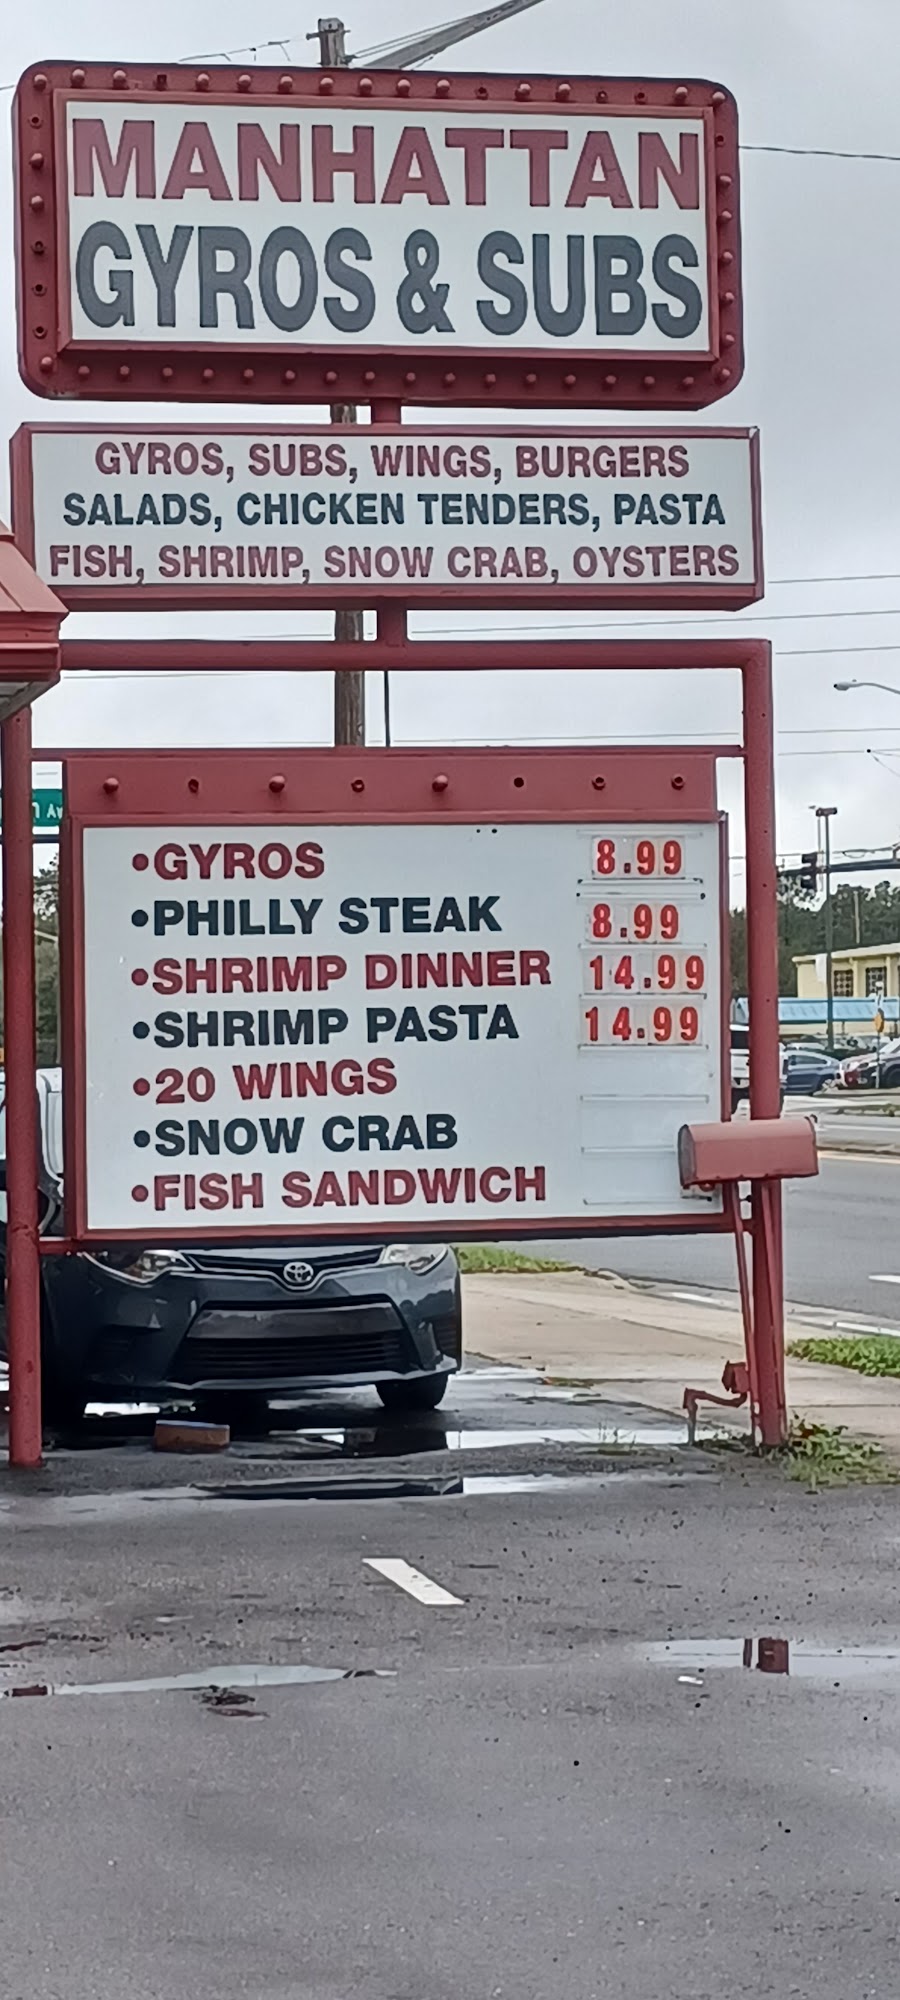 MANHATTAN
GYROS & SUBS
GYROS, SUBS, WINGS, BURGERS
SALADS, CHICKEN TENDERS, PASTA
FISH, SHRIMP, SNOW CRAB, OYSTERS
•GYROS 8.99
•PHILLY STEAK 8.99
•SHRIMP DINNER 14.99
•SHRIMP PASTA 14.99
•20 WINGS
•SNOW CRAB
•FISH SANDWICH